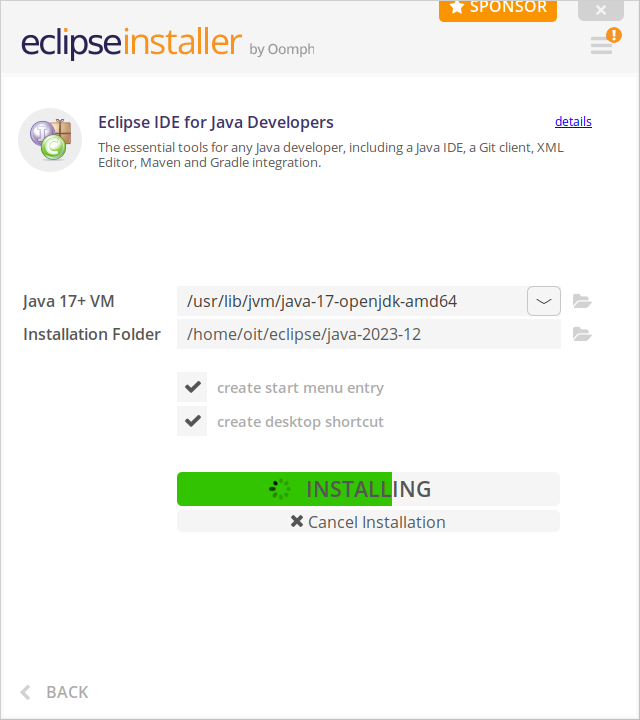 SPONSOR
eclipseinstaller by Oomph
Eclipse IDE for Java Developers details
The essential tools for any Java developer, including a Java IDE, a Git client, XML
Editor, Maven and Gradle integration.
Java 17+ VM /usr/lib/jvm/java-17-openjdk-amd64
Installation Folder /home/oit/eclipse/java-2023-12
create start menu entry
create desktop shortcut
INSTALLING
Cancel Installation
BACK